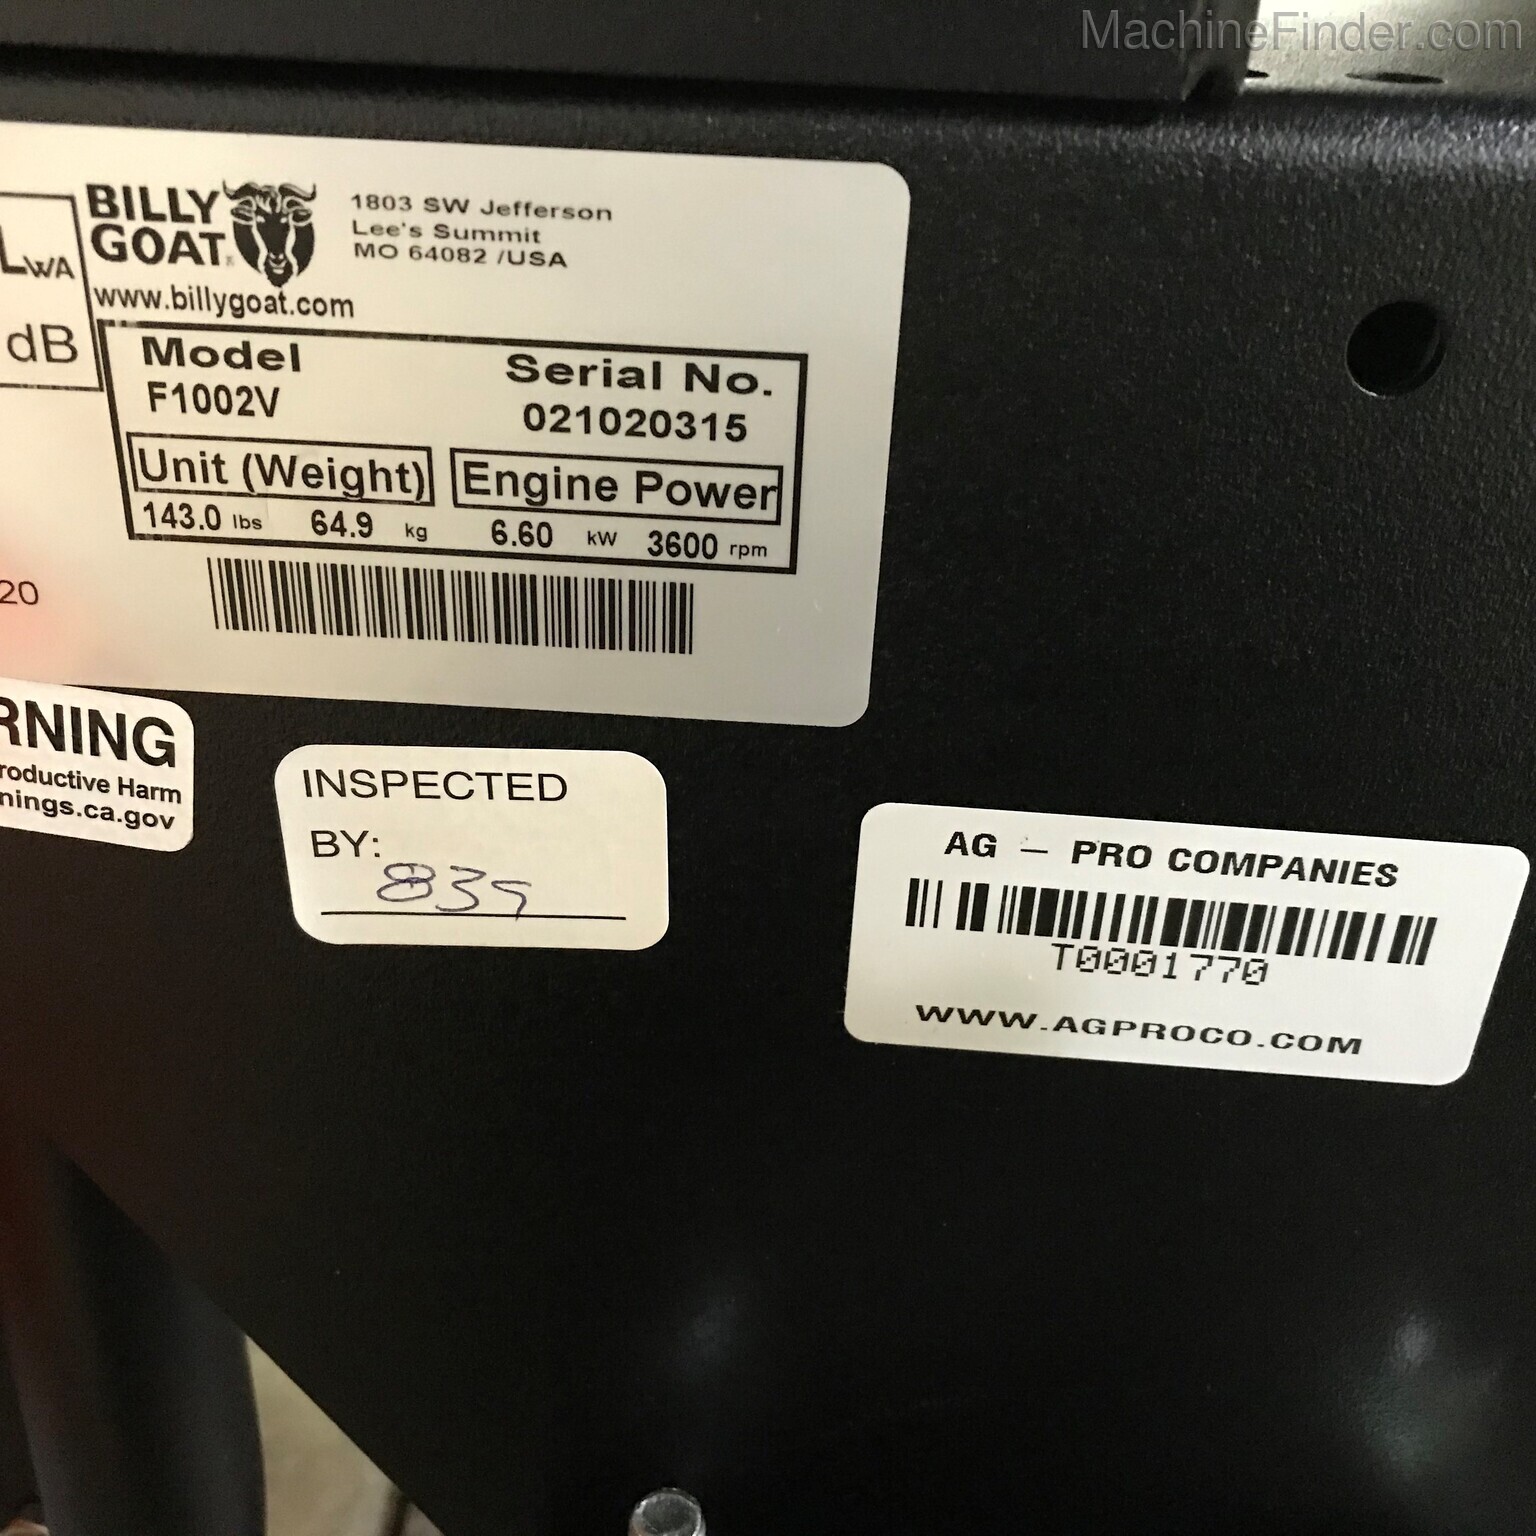 MachineFinder.com
LWA
dB
BILLY
GOAT®
1803 SW Jefferson
Lee's Summit
MO 64082 /USA
www.billygoat.com
Model
F1002V
Serial No.
021020315
Unit (Weight)
143.0 lbs 64.9 kg
Engine Power
6.60 kW 3600 rpm
20
RNING
roductive Harm
nings.ca.gov
INSPECTED
BY:
AG - PRO COMPANIES
T0001770
WWW.AGPROCO.COM